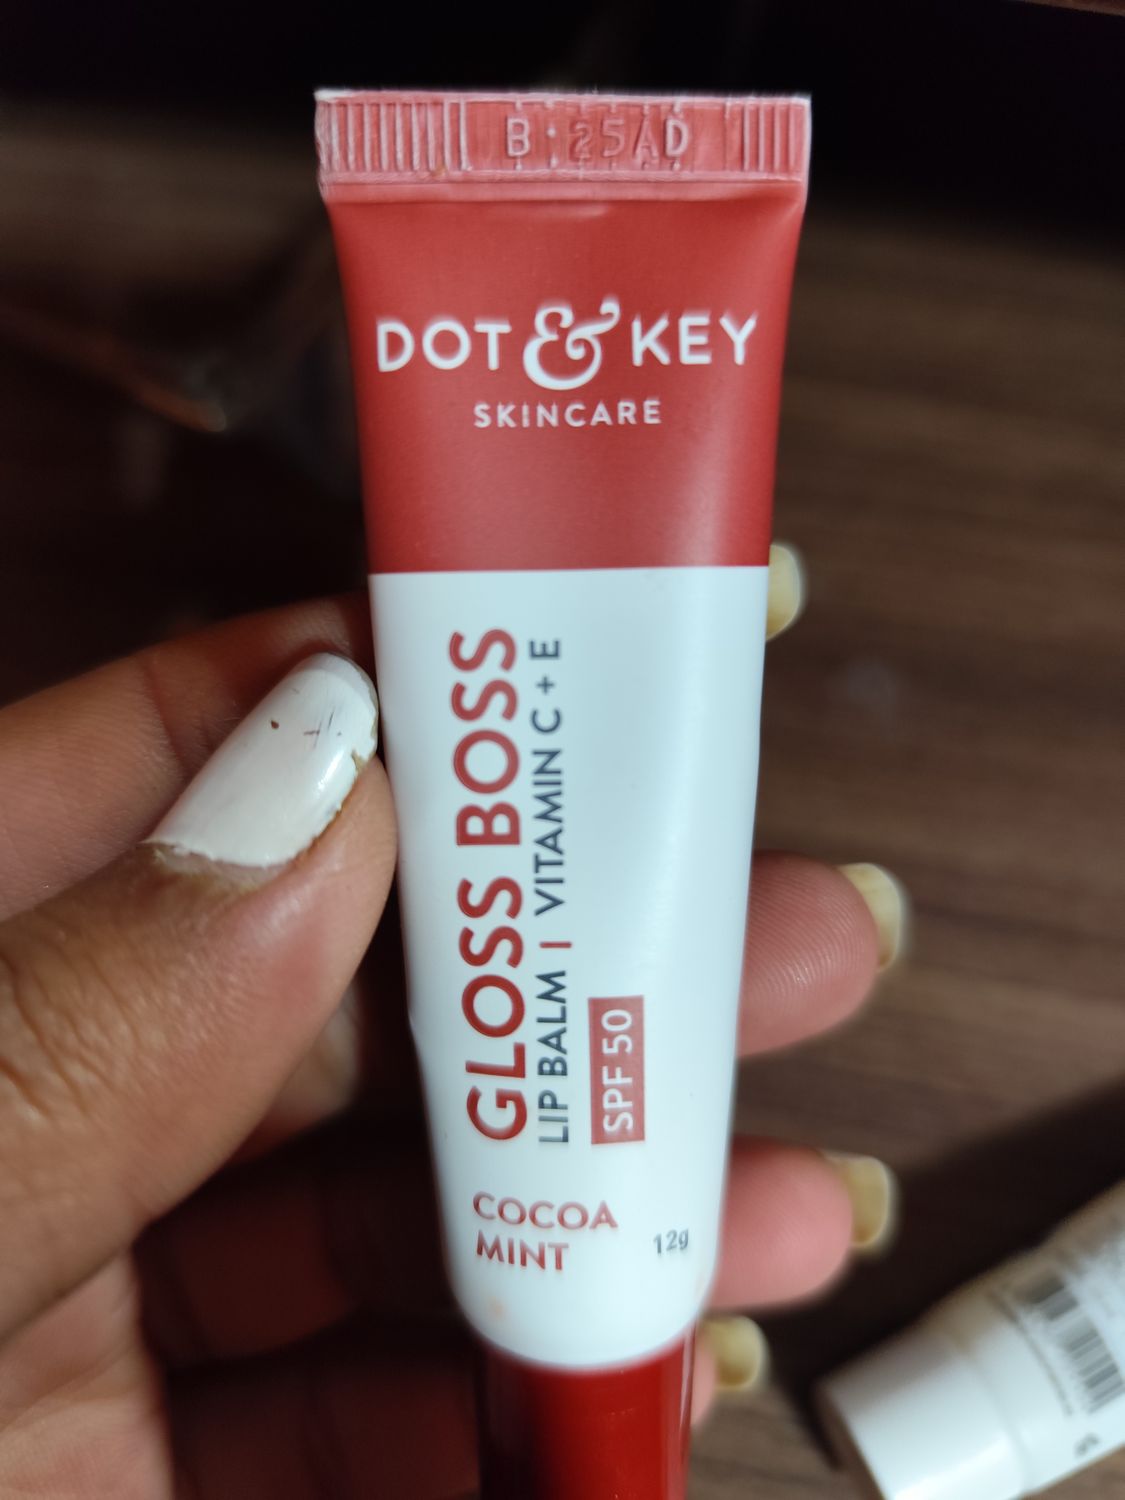 B: 25AD
DOT & KEY
SKINCARE
GLOSS BOSS
LIP BALM | VITAMIN C + E
SPF 50
COCOA
MINT
12g